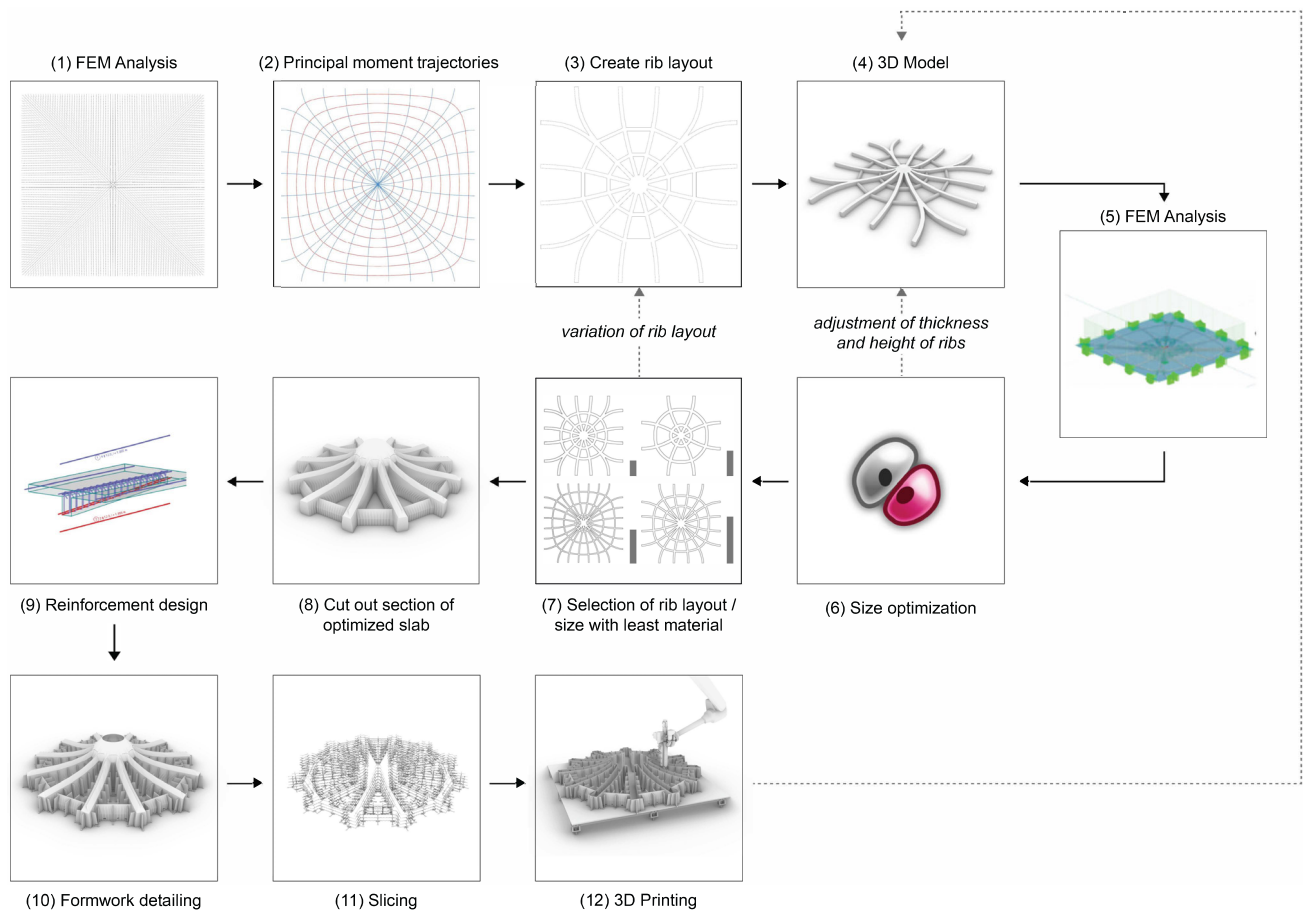 (1) FEM Analysis
(2) Principal moment trajectories
(3) Create rib layout
(4) 3D Model
(5) FEM Analysis
variation of rib layout
adjustment of thickness
and height of ribs
(9) Reinforcement design
(8) Cut out section of
optimized slab
(7) Selection of rib layout /
size with least material
(6) Size optimization
(10) Formwork detailing
(11) Slicing
(12) 3D Printing